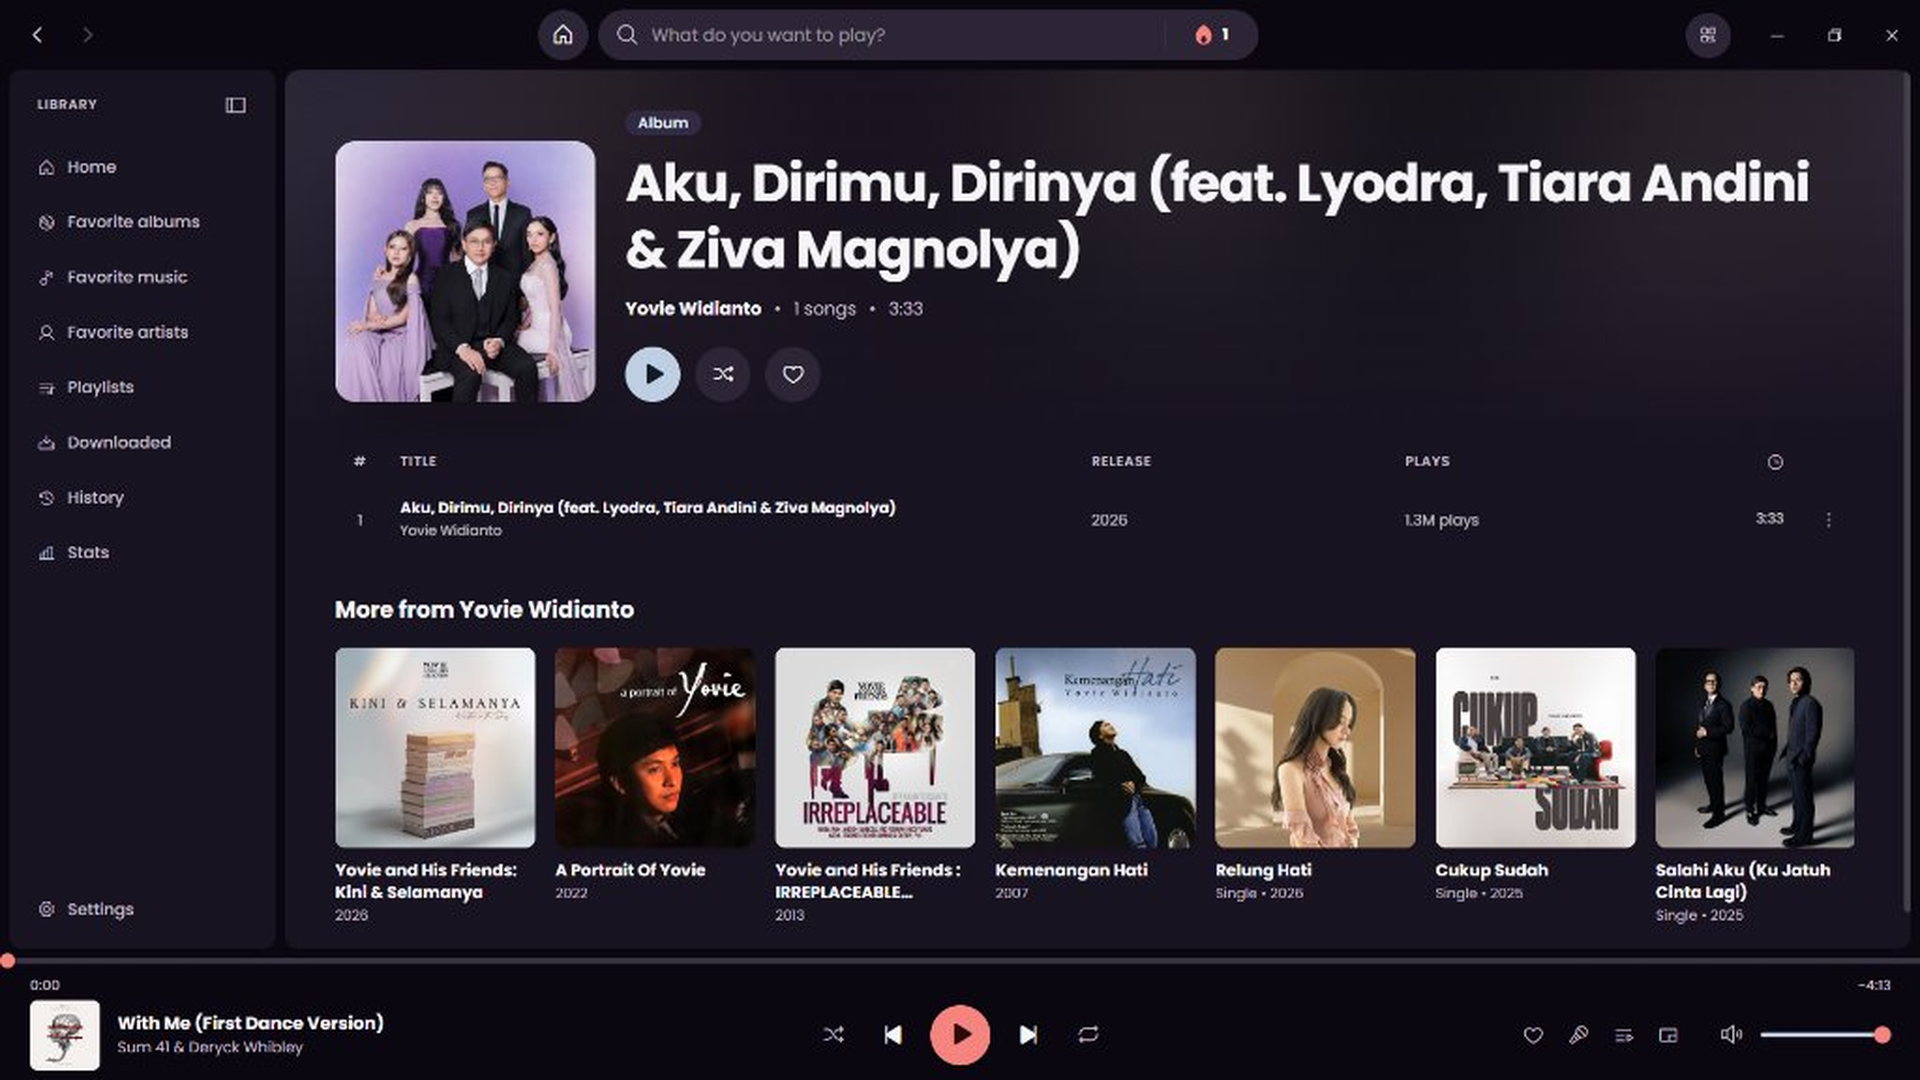 What do you want to play?
1
LIBRARY
Home
Favorite albums
Favorite music
Favorite artists
Playlists
Downloaded
History
Stats
Settings
Album
Aku, Dirimu, Dirinya (feat. Lyodra, Tiara Andini
& Ziva Magnolya)
Yovie Widianto • 1 songs • 3:33
# TITLE RELEASE PLAYS
1 Aku, Dirimu, Dirinya (feat. Lyodra, Tiara Andini & Ziva Magnolya) 2026 1.3M plays 3:33
Yovie Widianto
More from Yovie Widianto
KINI & SELAMANYA
a portrait of Yovie
YOVIE
FRIENDS
IRREPLACEABLE
Kemenangan Hati
Yovie Widianto
CUKUP
SUDAH
Yovie and His Friends:
Kini & Selamanya
2026
A Portrait Of Yovie
2022
Yovie and His Friends :
IRREPLACEABLE...
2013
Kemenangan Hati
2007
Relung Hati
Single • 2026
Cukup Sudah
Single • 2025
Salahi Aku (Ku Jatuh
Cinta Lagi)
Single • 2025
0:00
-4:13
With Me (First Dance Version)
Sum 41 & Deryck Whibley